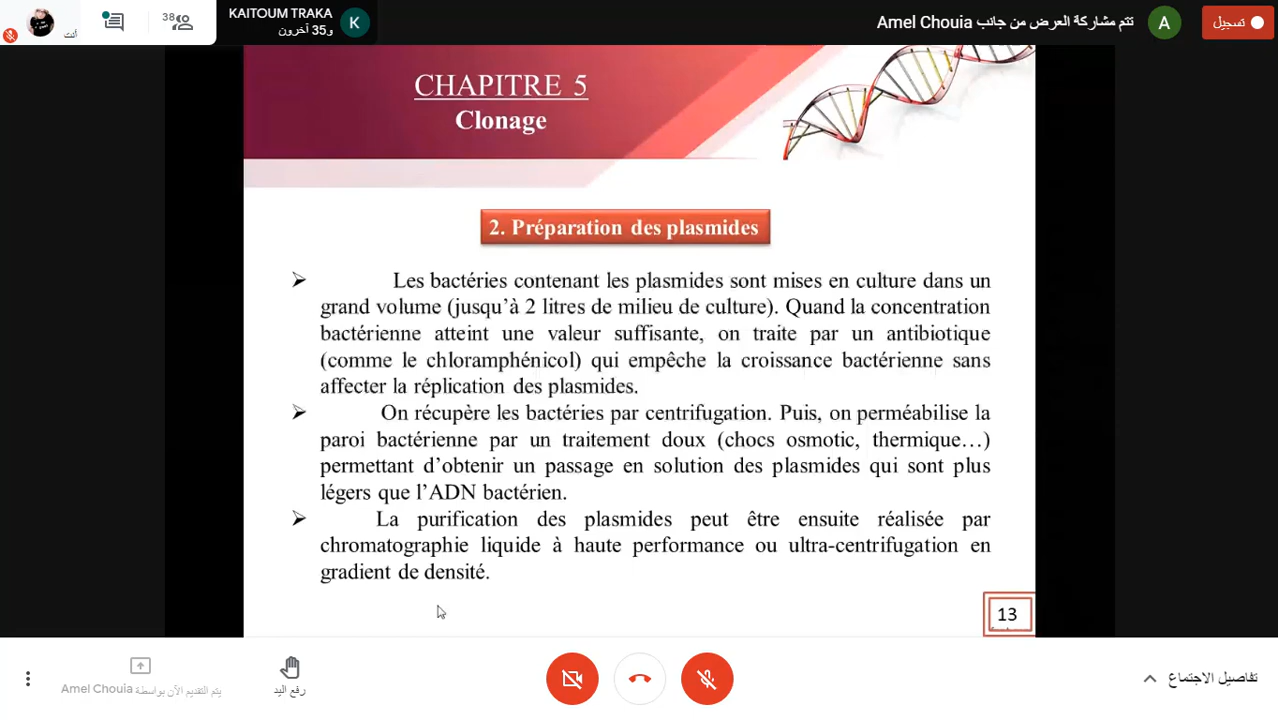 38
أنت
KAITOUM TRAKA
و35 آخرون
K
تتم مشاركة العرض من جانب Amel Chouia
A
تسجيل
CHAPITRE 5
Clonage
2. Préparation des plasmides
➢ Les bactéries contenant les plasmides sont mises en culture dans un
grand volume (jusqu’à 2 litres de milieu de culture). Quand la concentration
bactérienne atteint une valeur suffisante, on traite par un antibiotique
(comme le chloramphénicol) qui empêche la croissance bactérienne sans
affecter la réplication des plasmides.
➢ On récupère les bactéries par centrifugation. Puis, on perméabilise la
paroi bactérienne par un traitement doux (chocs osmotic, thermique…)
permettant d’obtenir un passage en solution des plasmides qui sont plus
légers que l’ADN bactérien.
➢ La purification des plasmides peut être ensuite réalisée par
chromatographie liquide à haute performance ou ultra-centrifugation en
gradient de densité.
13
يتم التقديم الآن بواسطة Amel Chouia
رفع اليد
تفاصيل الاجتماع